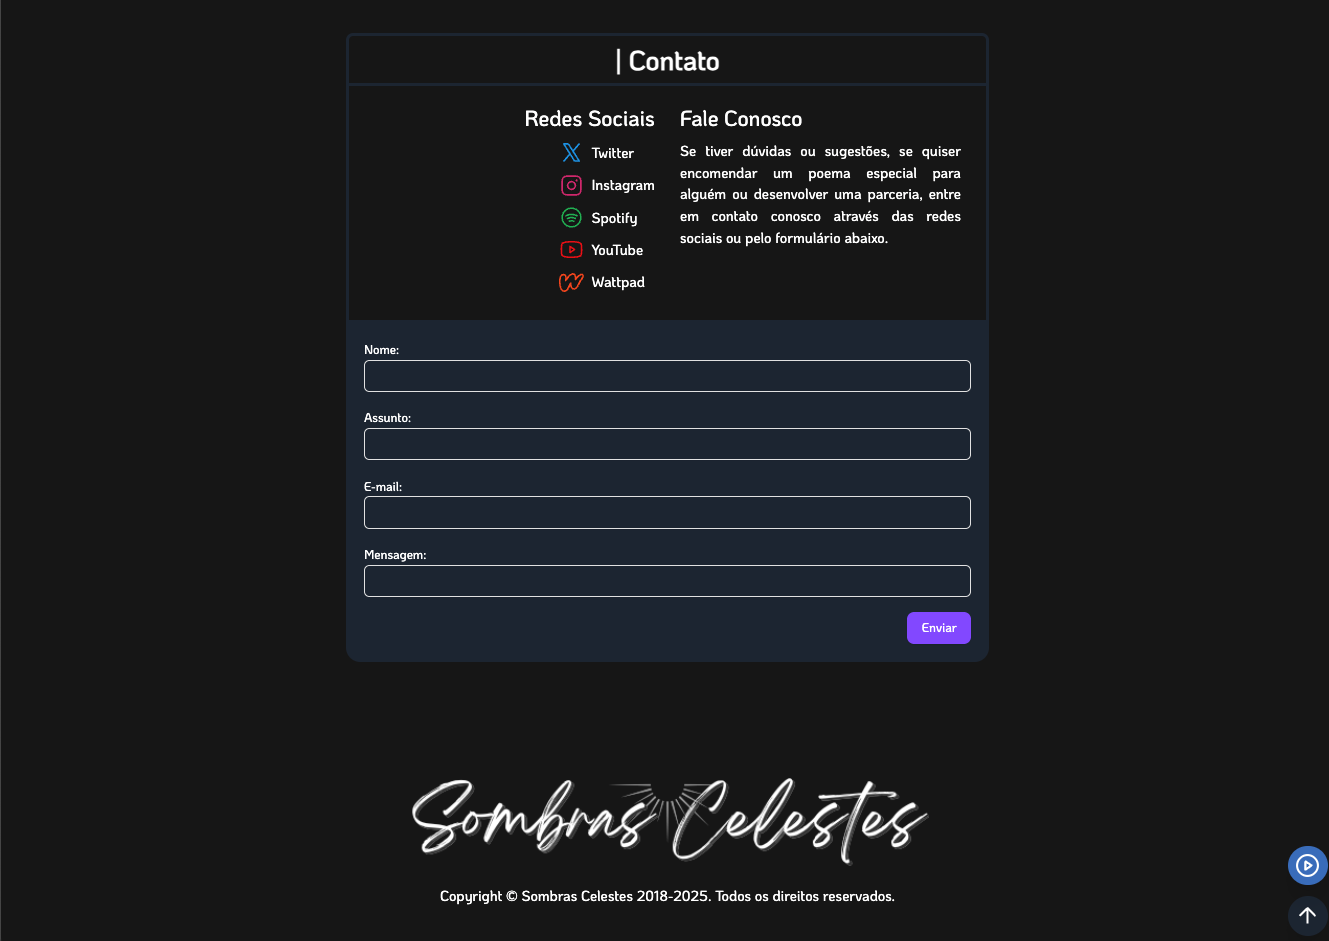 | Contato
Redes Sociais
Twitter
Instagram
Spotify
YouTube
Wattpad
Fale Conosco
Se tiver dúvidas ou sugestões, se quiser
encomendar um poema especial para
alguém ou desenvolver uma parceria, entre
em contato conosco através das redes
sociais ou pelo formulário abaixo.
Nome:
Assunto:
E-mail:
Mensagem:
Enviar
Sombras Celestes
Copyright © Sombras Celestes 2018-2025. Todos os direitos reservados.